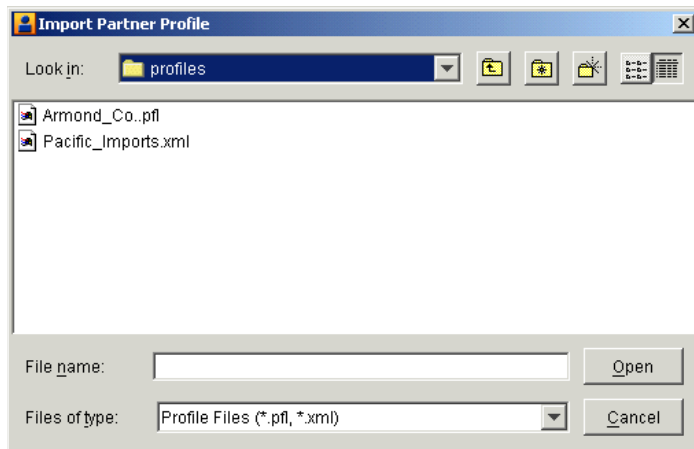 Import Partner Profile
Look in: profiles
Armond_Co..pfl
Pacific_Imports.xml
File name: Open
Files of type: Profile Files (*.pfl, *.xml) Cancel